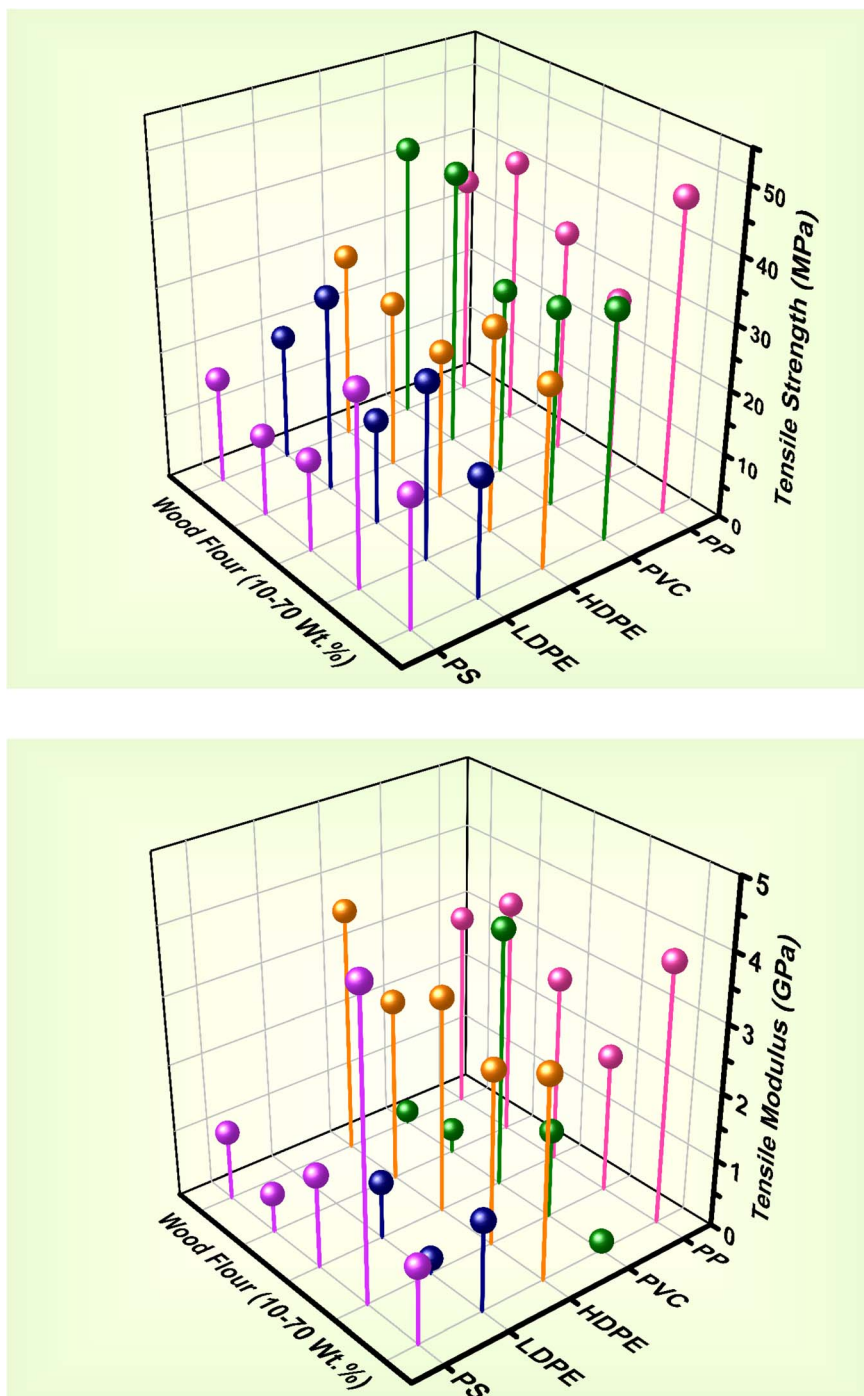 50
40
30
20
10
0
Tensile Strength (MPa)
Wood Flour (10-70 Wt.%)
PP
PVC
HDPE
LDPE
PS
5
4
3
2
1
0
Tensile Modulus (GPa)
Wood Flour (10-70 Wt.%)
PP
PVC
HDPE
LDPE
PS